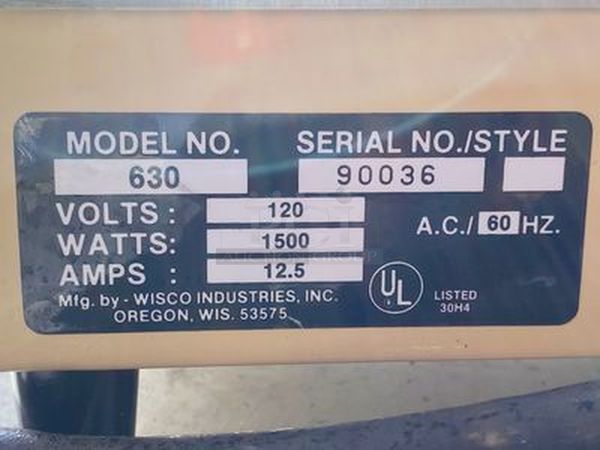 MODEL NO. SERIAL NO./STYLE
630 90036
VOLTS : 120
WATTS: 1500 A.C./ 60 HZ.
AMPS : 12.5
Mfg. by - WISCO INDUSTRIES, INC. UL LISTED
OREGON, WIS. 53575 30H4